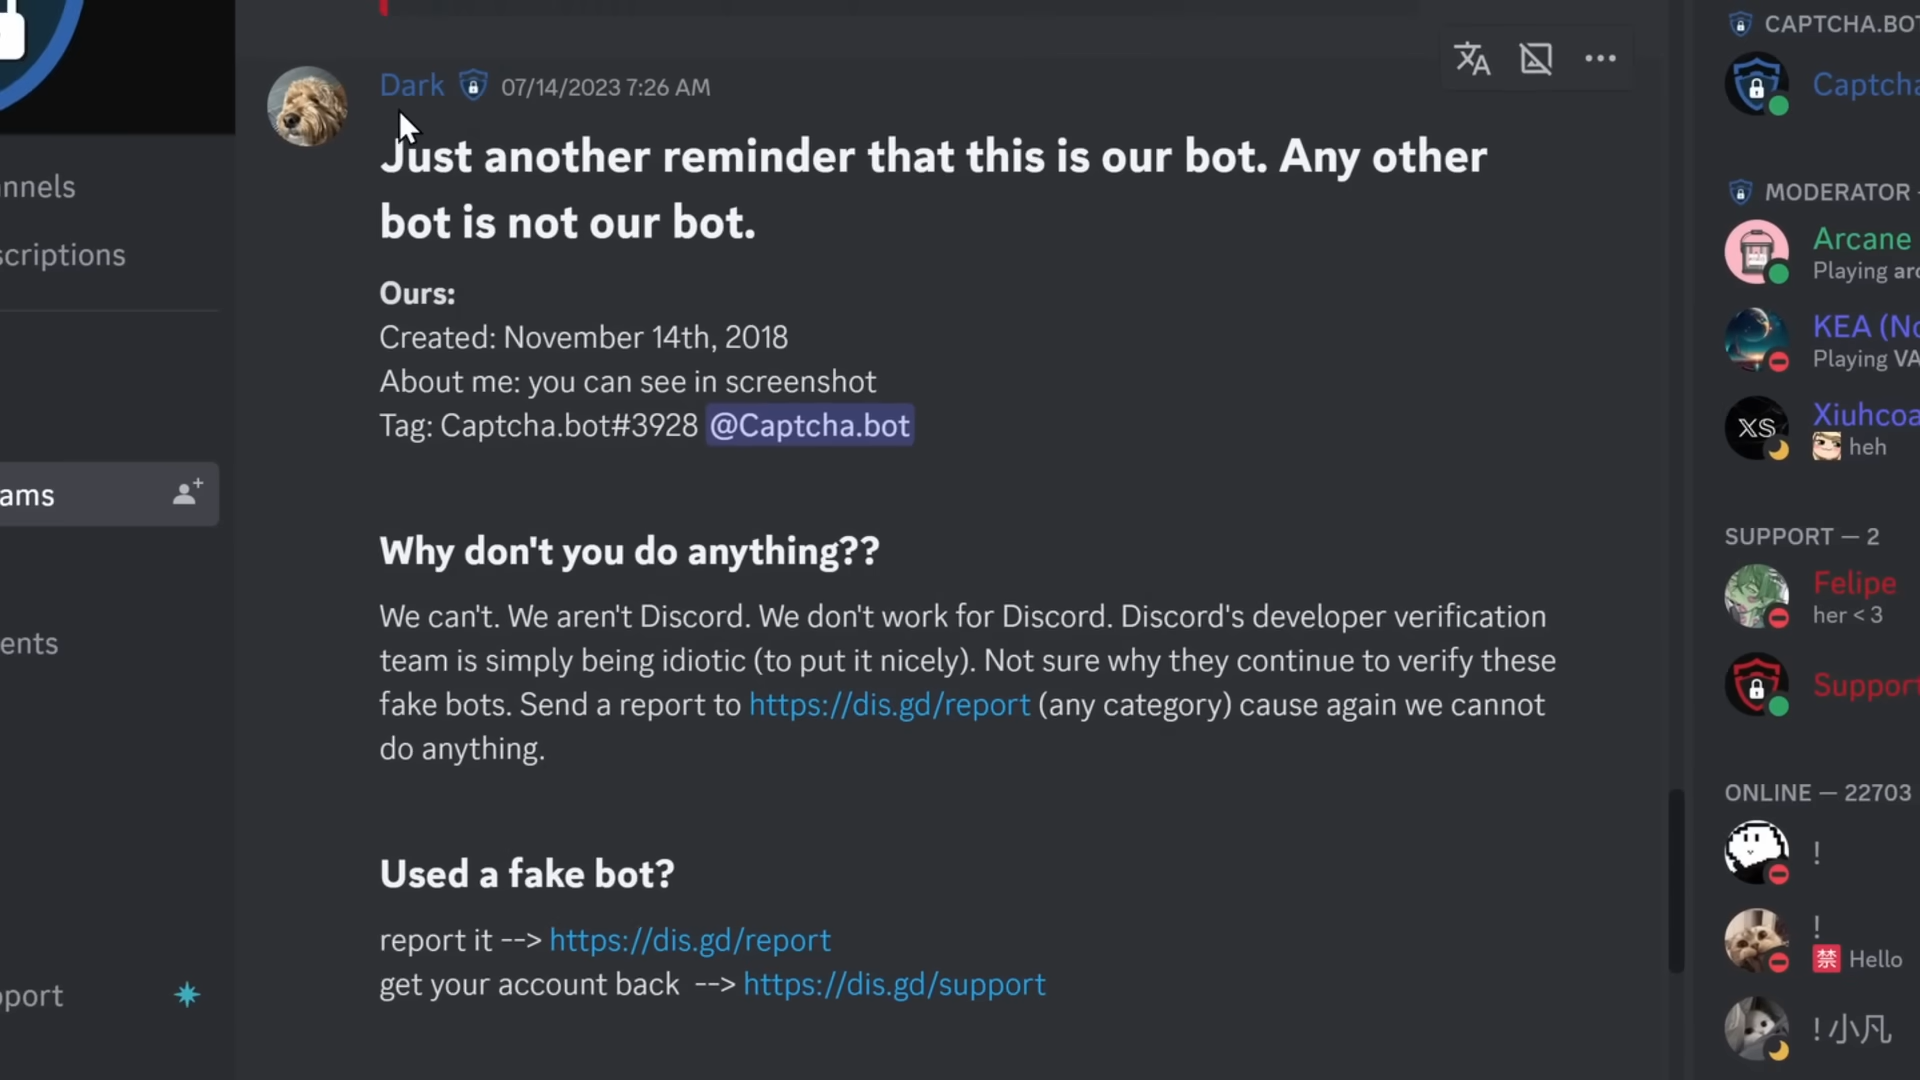 Dark 07/14/2023 7:26 AM
Just another reminder that this is our bot. Any other
bot is not our bot.
Ours:
Created: November 14th, 2018
About me: you can see in screenshot
Tag: Captcha.bot#3928 @Captcha.bot
Why don't you do anything??
We can't. We aren't Discord. We don't work for Discord. Discord's developer verification
team is simply being idiotic (to put it nicely). Not sure why they continue to verify these
fake bots. Send a report to https://dis.gd/report (any category) cause again we cannot
do anything.
Used a fake bot?
report it --> https://dis.gd/report
get your account back --> https://dis.gd/support
nnels
scriptions
ams
ents
pport
CAPTCHA.BOT
Captcha
MODERATOR -
Arcane
Playing arc
KEA (No
Playing VA
XS
Xiuhcoa
heh
SUPPORT — 2
Felipe
her < 3
Support
ONLINE — 22703
!
!
禁 Hello
! 小凡